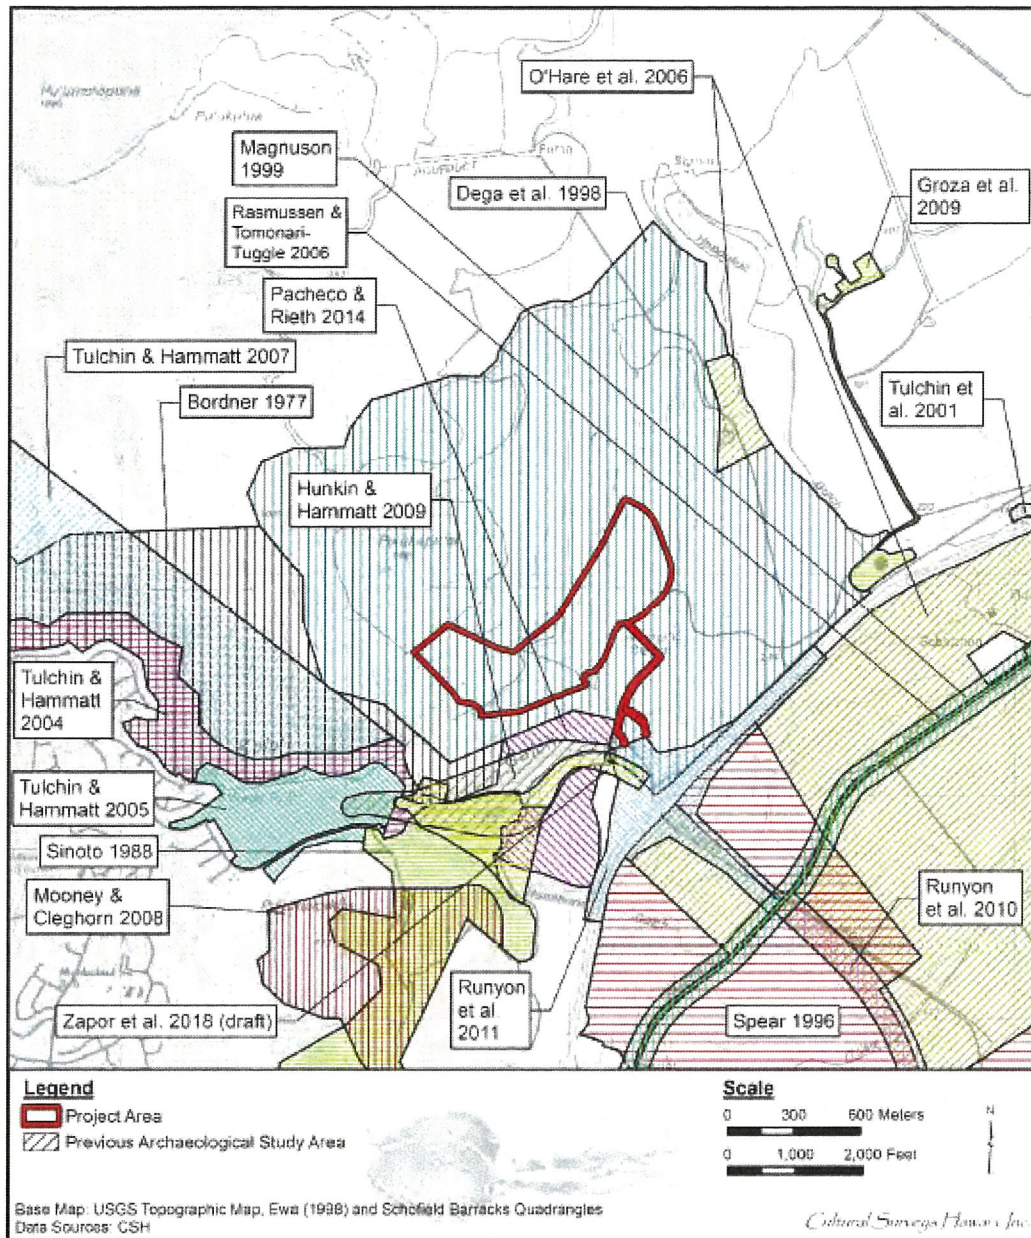 O'Hare et al. 2006
Magnuson
1999
Dega et al. 1998
Groza et al.
2009
Rasmussen &
Tomonari-
Tuggle 2006
Pacheco &
Rieth 2014
Tulchin & Hammatt 2007
Bordner 1977
Tulchin et
al. 2001
Hunkin &
Hammatt 2009
Tulchin &
Hammatt
2004
Tulchin &
Hammatt 2005
Sinoto 1988
Mooney &
Cleghorn 2008
Runyon
et al. 2010
Runyon
et al.
2011
Zapor et al. 2018 (draft)
Spear 1996
Legend
Project Area
Previous Archaeological Study Area
Scale
0 300 600 Meters
0 1,000 2,000 Feet
N
Base Map: USGS Topographic Map, Ewa (1998) and Schofield Barracks Quadrangles
Data Sources: CSH
Cultural Surveys Hawaii Inc.